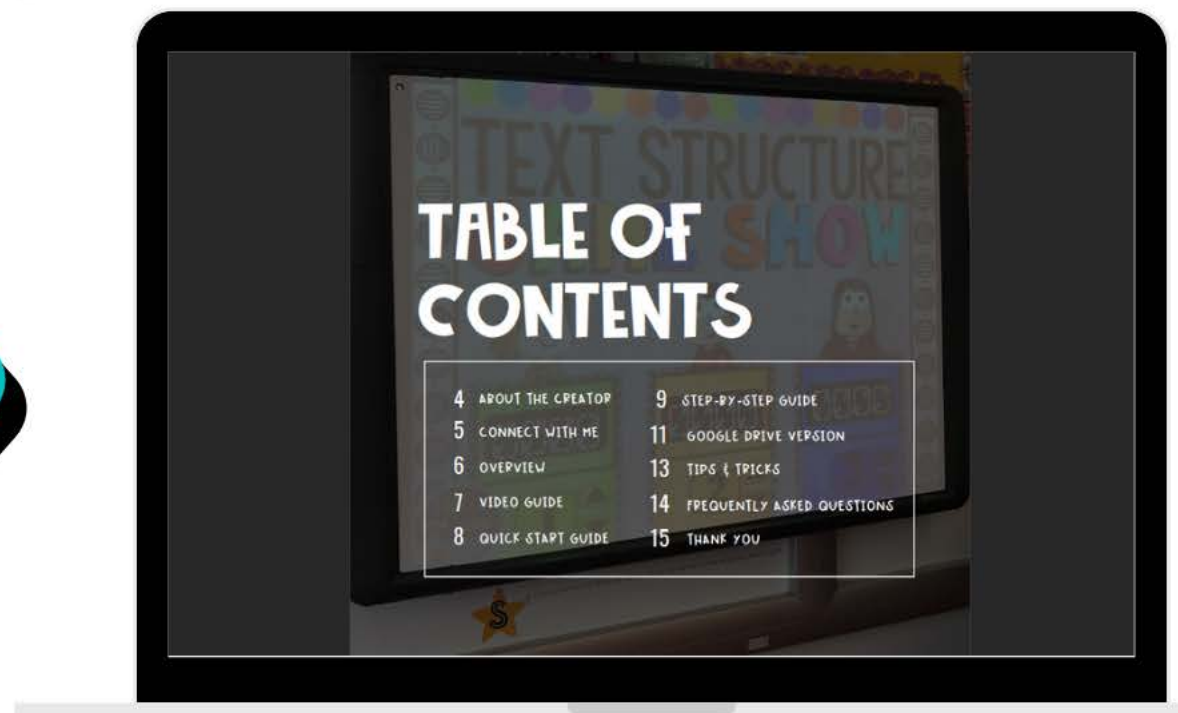 TEXT STRUCTURE
GAME SHOW
TABLE OF
CONTENTS
4 ABOUT THE CREATOR
5 CONNECT WITH ME
6 OVERVIEW
7 VIDEO GUIDE
8 QUICK START GUIDE
9 STEP-BY-STEP GUIDE
11 GOOGLE DRIVE VERSION
13 TIPS & TRICKS
14 FREQUENTLY ASKED QUESTIONS
15 THANK YOU
S